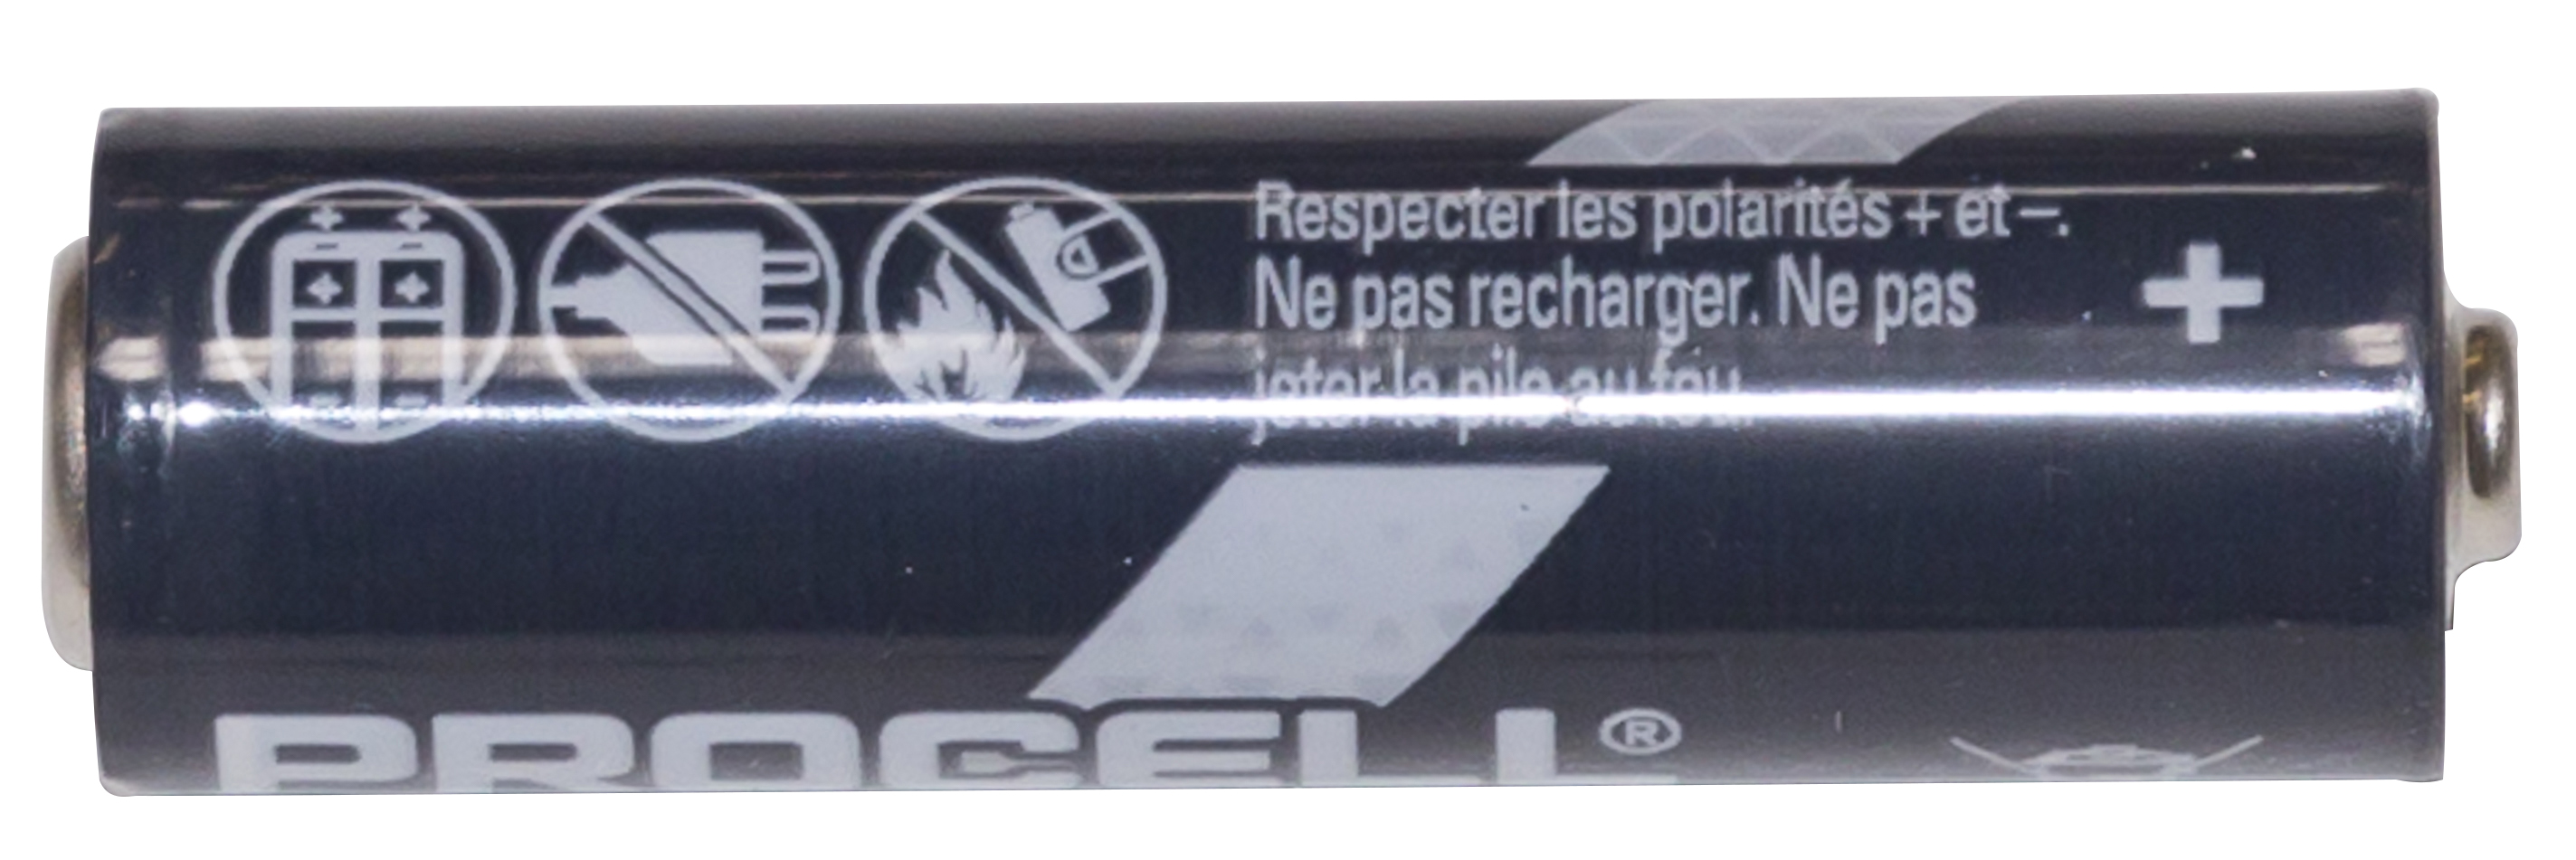 Respecter les polarités + et –.
Ne pas recharger. Ne pas
jeter la pile au feu.
+
PROCELL®